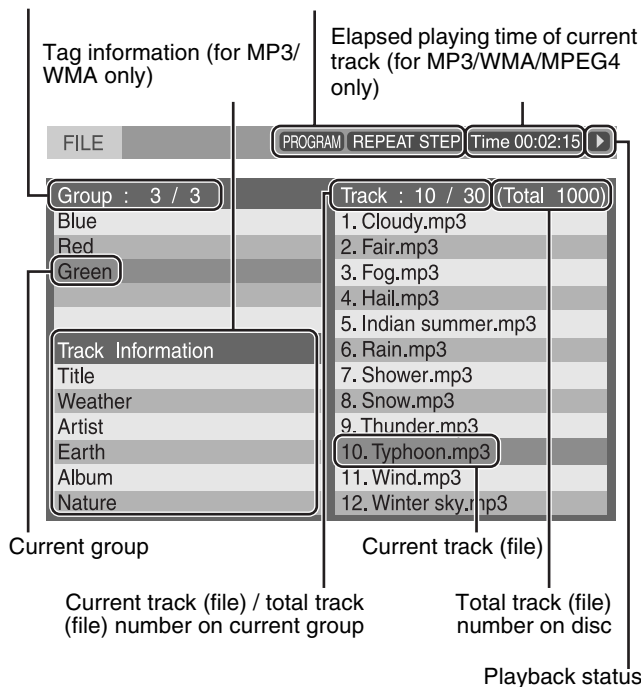 Tag information (for MP3/
WMA only)
Elapsed playing time of current
track (for MP3/WMA/MPEG4
only)
FILE
PROGRAM REPEAT STEP Time 00:02:15
Group : 3 / 3
Blue
Red
Green
Track Information
Title
Weather
Artist
Earth
Album
Nature
Track : 10 / 30 (Total 1000)
1. Cloudy.mp3
2. Fair.mp3
3. Fog.mp3
4. Hail.mp3
5. Indian summer.mp3
6. Rain.mp3
7. Shower.mp3
8. Snow.mp3
9. Thunder.mp3
10. Typhoon.mp3
11. Wind.mp3
12. Winter sky.mp3
Current group
Current track (file)
Current track (file) / total track
(file) number on current group
Total track (file)
number on disc
Playback status